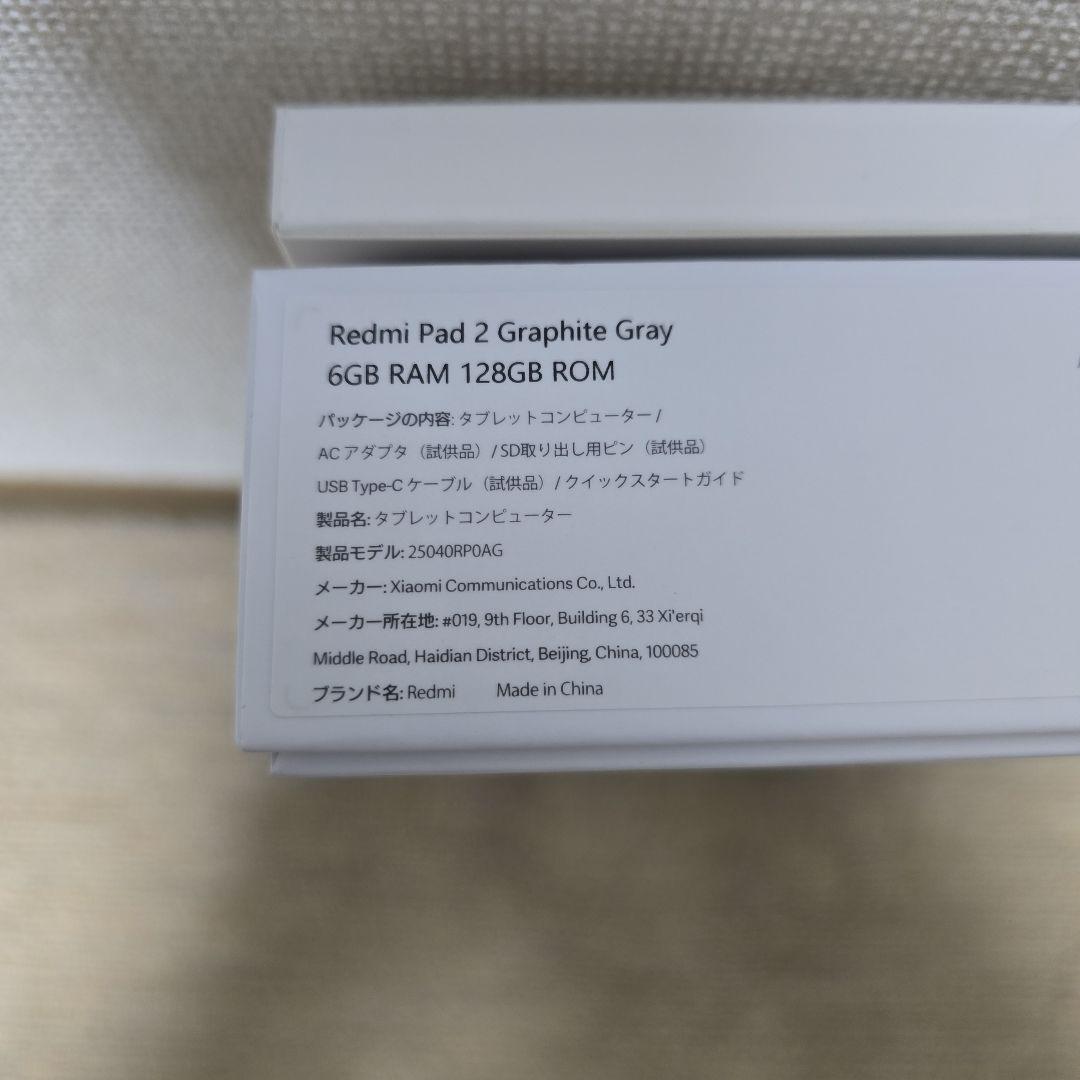 Redmi Pad 2 Graphite Gray
6GB RAM 128GB ROM
パッケージの内容: タブレットコンピューター /
AC アダプタ（試供品）/ SD取り出し用ピン（試供品）
USB Type-C ケーブル（試供品）/ クイックスタートガイド
製品名: タブレットコンピューター
製品モデル: 25040RP0AG
メーカー: Xiaomi Communications Co., Ltd.
メーカー所在地: #019, 9th Floor, Building 6, 33 Xi'erqi
Middle Road, Haidian District, Beijing, China, 100085
ブランド名: Redmi Made in China